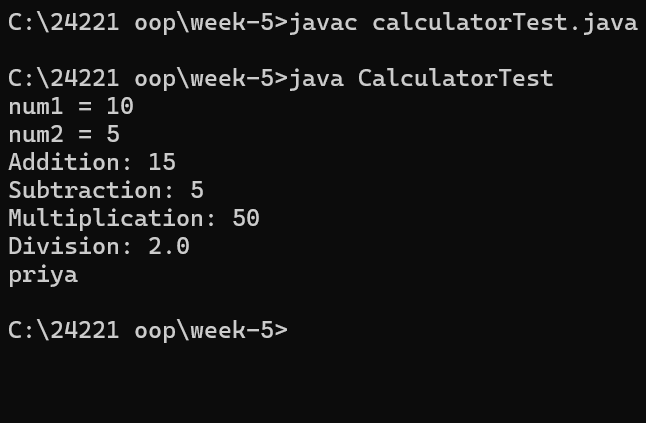 C:\24221 oop\week-5>javac calculatorTest.java
C:\24221 oop\week-5>java CalculatorTest
num1 = 10
num2 = 5
Addition: 15
Subtraction: 5
Multiplication: 50
Division: 2.0
priya
C:\24221 oop\week-5>